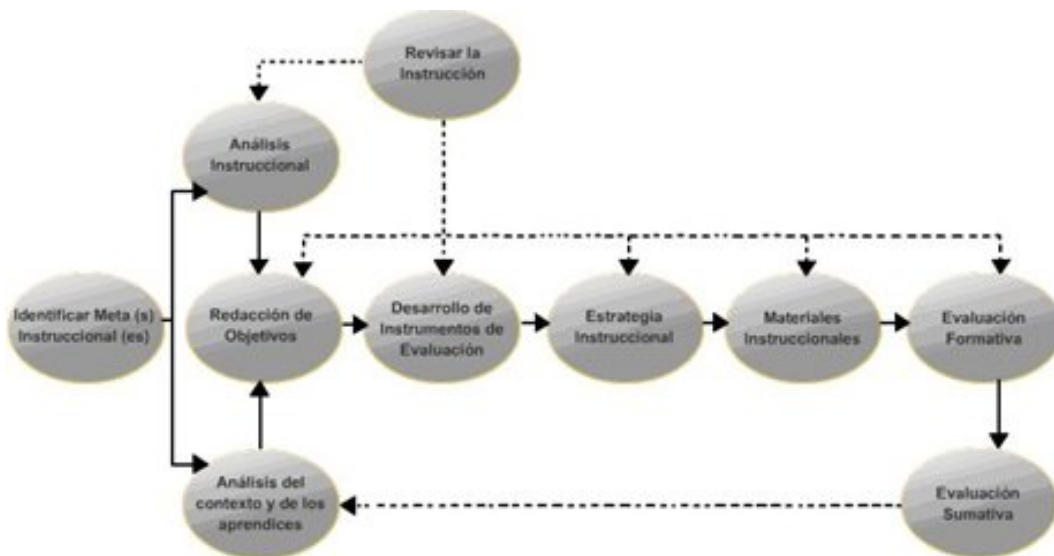 Revisar la
Instrucción
Análisis
Instruccional
Identificar Meta (s)
Instruccional (es)
Redacción de
Objetivos
Desarrollo de
Instrumentos de
Evaluación
Estrategia
Instruccional
Materiales
Instruccionales
Evaluación
Formativa
Análisis del
contexto y de los
aprendices
Evaluación
Sumativa